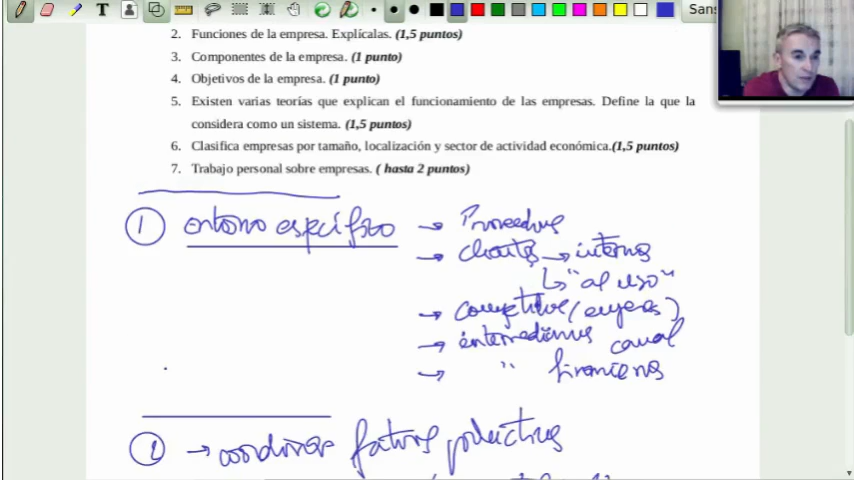 T Sans
2. Funciones de la empresa. Explícalas. (1,5 puntos)
3. Componentes de la empresa. (1 punto)
4. Objetivos de la empresa. (1 punto)
5. Existen varias teorías que explican el funcionamiento de las empresas. Define la que la
considera como un sistema. (1,5 puntos)
6. Clasifica empresas por tamaño, localización y sector de actividad económica.(1,5 puntos)
7. Trabajo personal sobre empresas. ( hasta 2 puntos)
1 entorno específico → Proveedores
→ clientes → internos
↳ "al uso"
→ competitive (empresas)
→ intermediarios canal
→ " financieros
2 → coordinar factores productivos